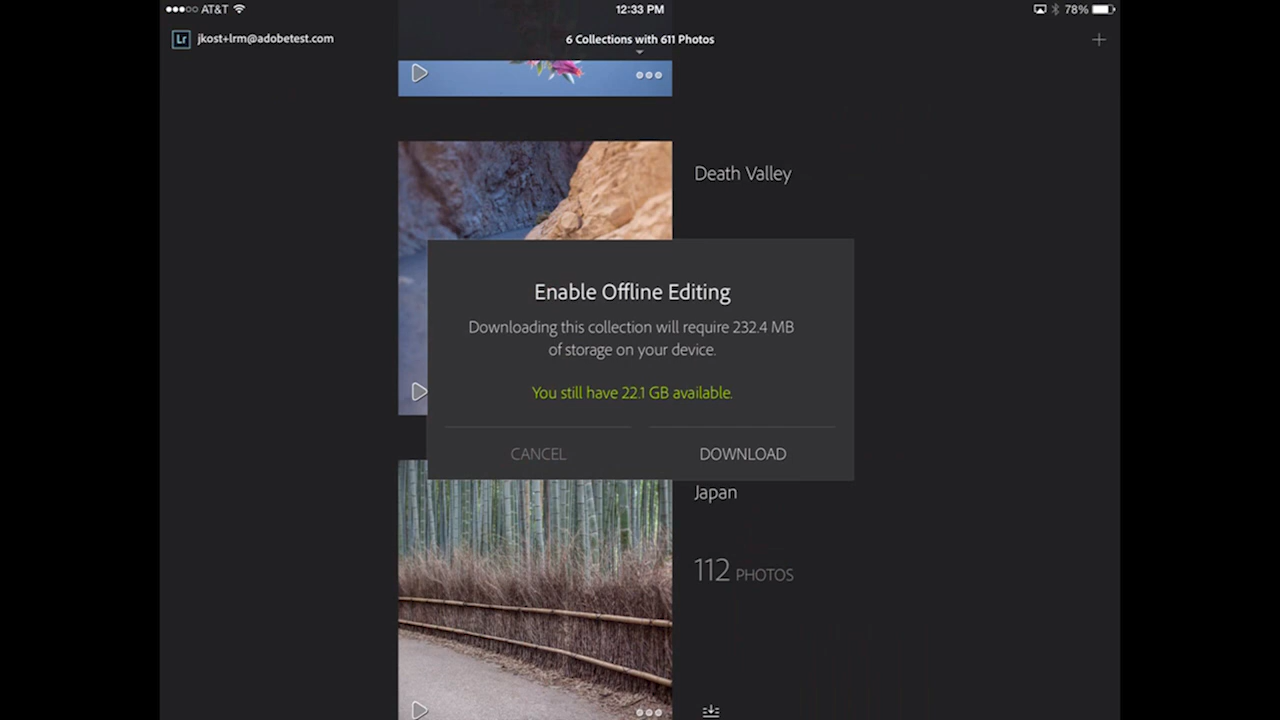 AT&T
12:33 PM
78%
Lr
jkost+lrm@adobetest.com
6 Collections with 611 Photos
Death Valley
Enable Offline Editing
Downloading this collection will require 232.4 MB
of storage on your device.
You still have 22.1 GB available.
CANCEL
DOWNLOAD
Japan
112 PHOTOS